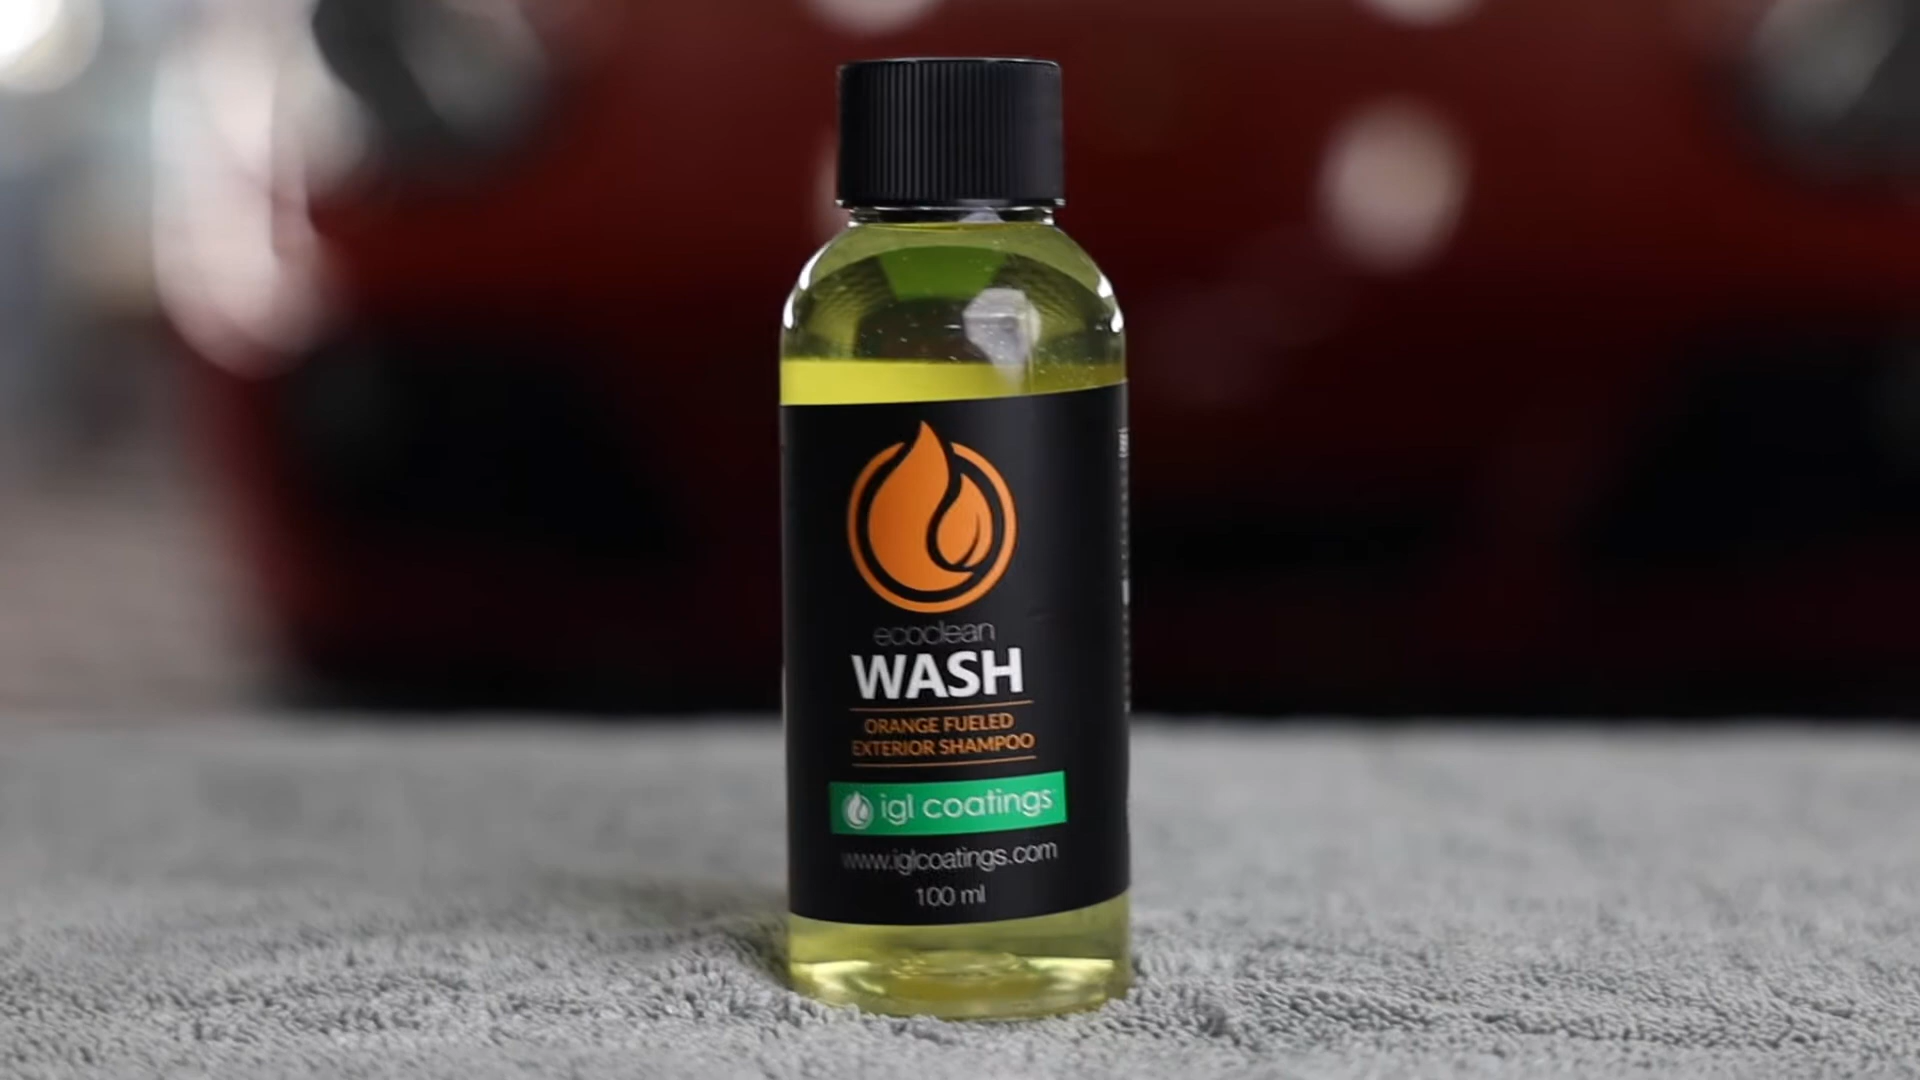 ecoclean
WASH
ORANGE FUELED
EXTERIOR SHAMPOO
igl coatings
www.iglcoatings.com
100 ml